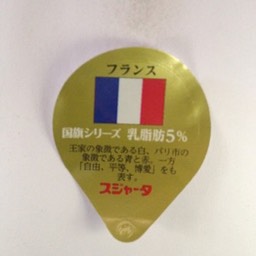 フランス
国旗シリーズ 乳脂肪5%
王家の象徴である白、パリ市の
象徴である青と赤。一方
「自由、平等、博愛」をも
表す。
スジャータ